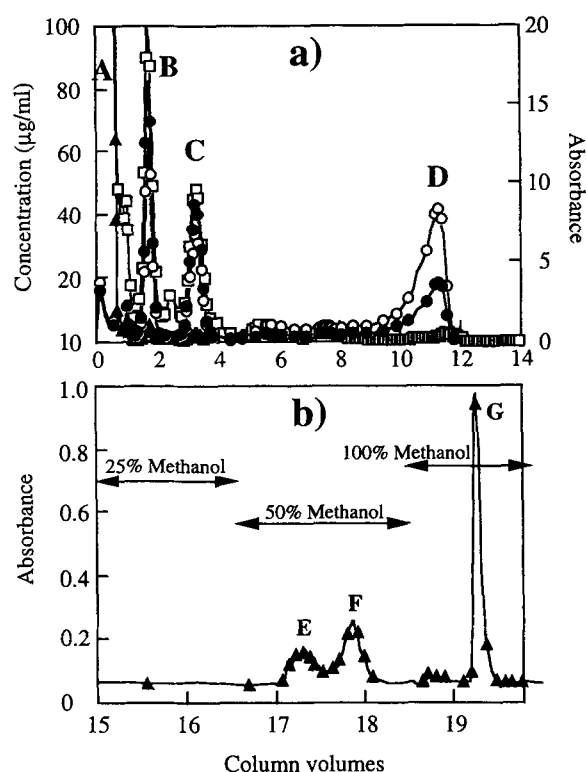 a)
A
B
C
D
Concentration (µg/ml)
100
80
60
40
20
10
Absorbance
20
15
10
5
0
0 2 4 6 8 10 12 14
b)
25% Methanol
50% Methanol
100% Methanol
E
F
G
Absorbance
1.0
0.8
0.6
0.4
0.2
0
15 16 17 18 19
Column volumes